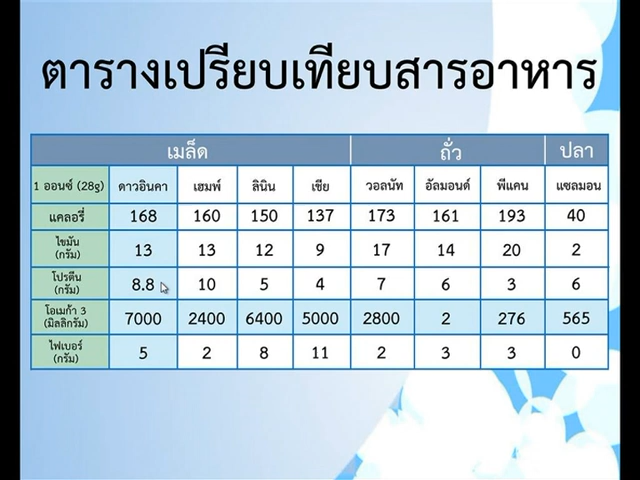 ตารางเปรียบเทียบสารอาหาร
เมล็ด ถั่ว ปลา
1 ออนซ์ (28g) ดาวอินคา เฮมพ์ ลินิน เชีย วอลนัท อัลมอนต์ พีแคน แซลมอน
แคลอรี่ 168 160 150 137 173 161 193 40
ไขมัน
(กรัม) 13 13 12 9 17 14 20 2
โปรตีน
(กรัม) 8.8 10 5 4 7 6 3 6
โอเมก้า 3
(มิลลิกรัม) 7000 2400 6400 5000 2800 2 276 565
ไฟเบอร์
(กรัม) 5 2 8 11 2 3 3 0